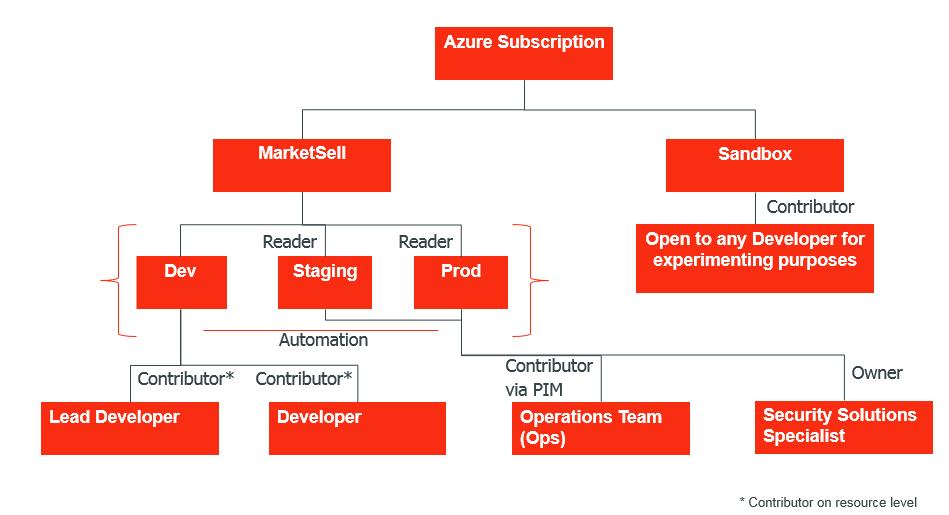 Azure Subscription
MarketSell
Sandbox
Contributor
Open to any Developer for
experimenting purposes
Reader
Reader
Dev
Staging
Prod
Automation
Contributor*
Contributor*
Contributor
via PIM
Owner
Lead Developer
Developer
Operations Team
(Ops)
Security Solutions
Specialist
* Contributor on resource level